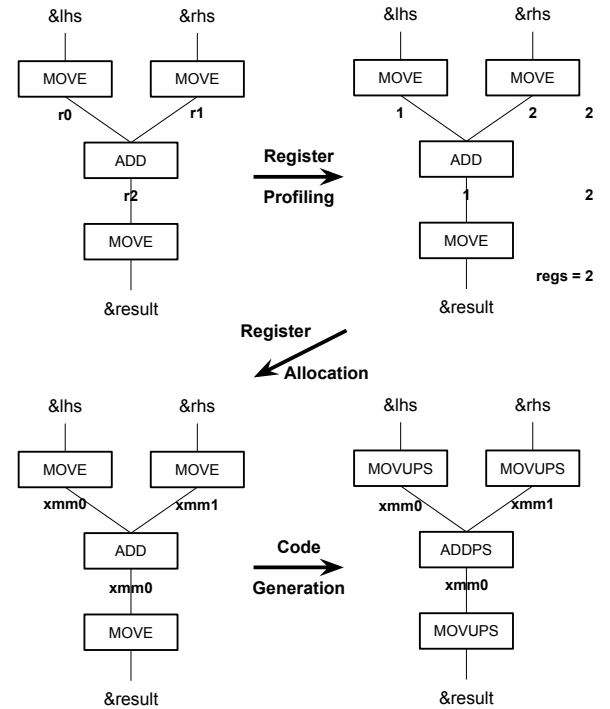 &lhs &rhs
MOVE MOVE
r0 r1
ADD
r2
MOVE
&result
Register
Profiling
&lhs &rhs
MOVE MOVE
1 2 2
ADD
1 2
MOVE
regs = 2
&result
Register
Allocation
&lhs &rhs
MOVE MOVE
xmm0 xmm1
ADD
xmm0
MOVE
&result
Code
Generation
&lhs &rhs
MOVUPS MOVUPS
xmm0 xmm1
ADDPS
xmm0
MOVUPS
&result